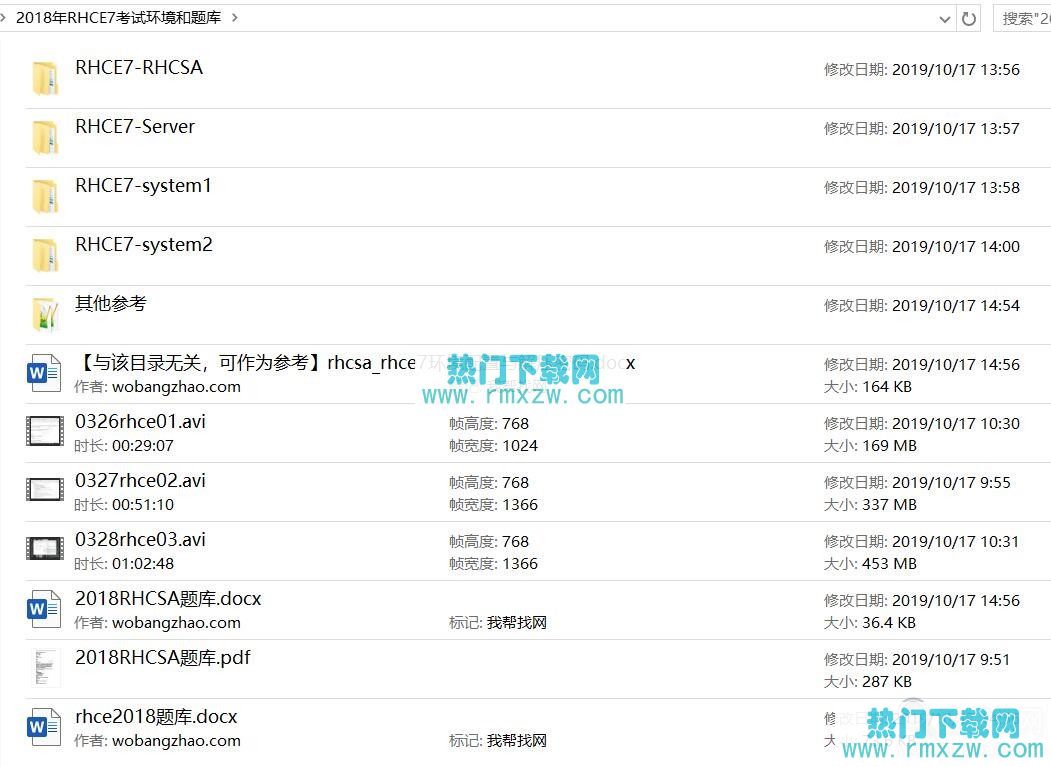 2018年RHCE7考试环境和题库
搜索"20
RHCE7-RHCSA
修改日期: 2019/10/17 13:56
RHCE7-Server
修改日期: 2019/10/17 13:57
RHCE7-system1
修改日期: 2019/10/17 13:58
RHCE7-system2
修改日期: 2019/10/17 14:00
其他参考
修改日期: 2019/10/17 14:54
【与该目录无关，可作为参考】rhcsa_rhce7环
x
修改日期: 2019/10/17 14:56
作者: wobangzhao.com
大小: 164 KB
热门下载网
www.rmxzw.com
0326rhce01.avi
帧高度: 768
修改日期: 2019/10/17 10:30
时长: 00:29:07
帧宽度: 1024
大小: 169 MB
0327rhce02.avi
帧高度: 768
修改日期: 2019/10/17 9:55
时长: 00:51:10
帧宽度: 1366
大小: 337 MB
0328rhce03.avi
帧高度: 768
修改日期: 2019/10/17 10:31
时长: 01:02:48
帧宽度: 1366
大小: 453 MB
2018RHCSA题库.docx
修改日期: 2019/10/17 14:56
作者: wobangzhao.com
标记: 我帮找网
大小: 36.4 KB
2018RHCSA题库.pdf
修改日期: 2019/10/17 9:51
大小: 287 KB
rhce2018题库.docx
修改日
作者: wobangzhao.com
标记: 我帮找网
大
热门下载网
www.rmxzw.com